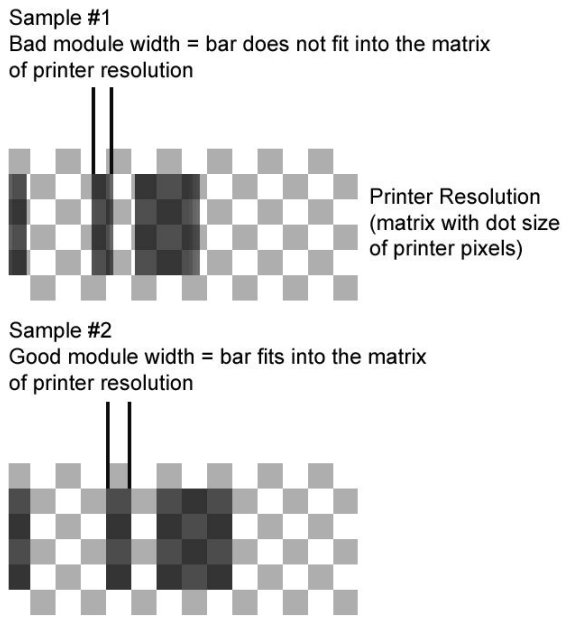 Sample #1
Bad module width = bar does not fit into the matrix
of printer resolution
Printer Resolution
(matrix with dot size
of printer pixels)
Sample #2
Good module width = bar fits into the matrix
of printer resolution